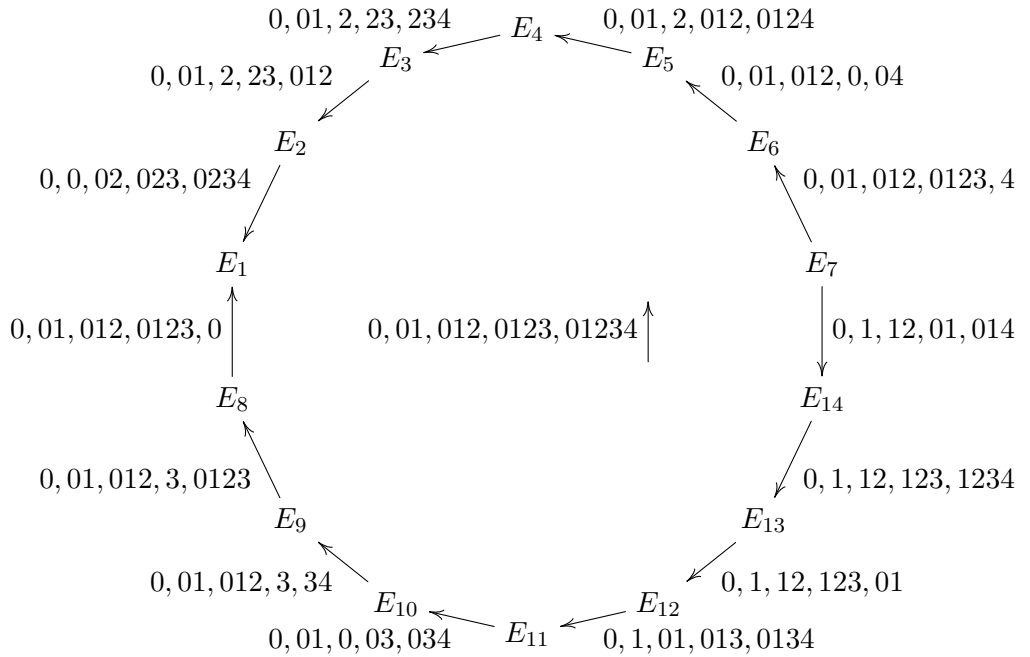 0, 01, 2, 23, 234
E4
0, 01, 2, 012, 0124
E3
E5
0, 01, 2, 23, 012
0, 01, 012, 0, 04
E2
E6
0, 0, 02, 023, 0234
0, 01, 012, 0123, 4
E1
E7
0, 01, 012, 0123, 0
0, 01, 012, 0123, 01234
0, 1, 12, 01, 014
E8
E14
0, 01, 012, 3, 0123
0, 1, 12, 123, 1234
E9
E13
0, 01, 012, 3, 34
0, 1, 12, 123, 01
E10
E12
0, 01, 0, 03, 034
E11
0, 1, 01, 013, 0134